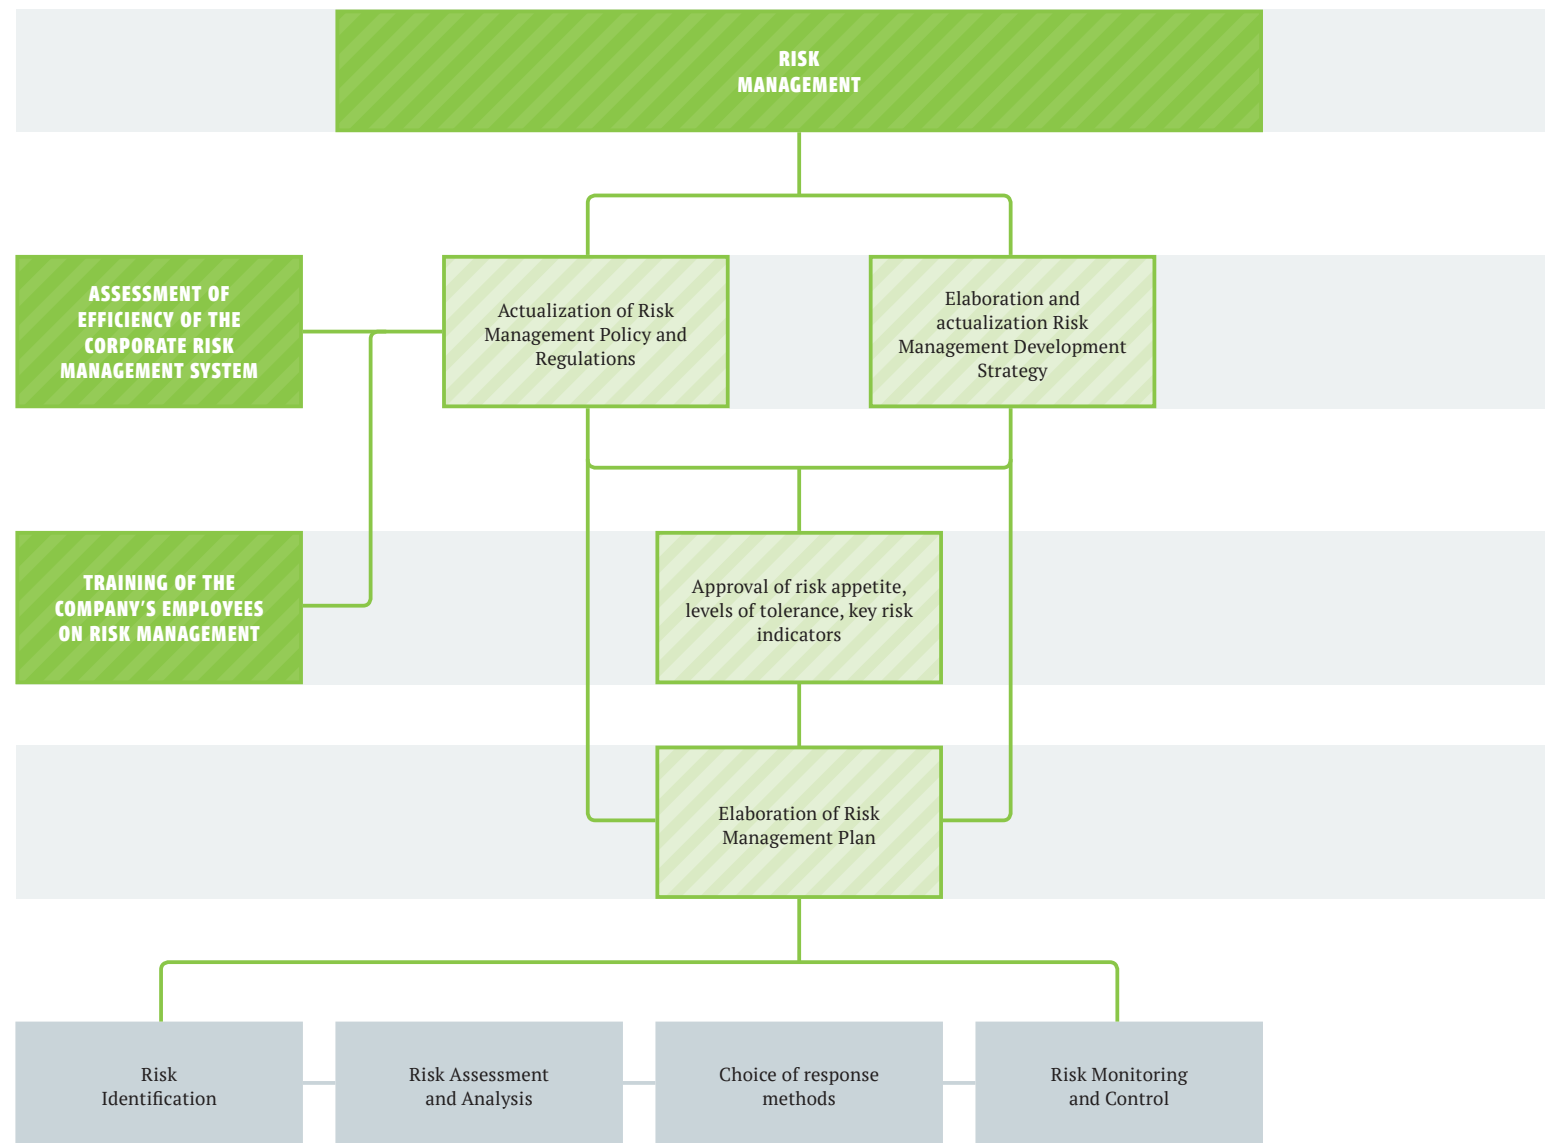 RISK
MANAGEMENT
ASSESSMENT OF
EFFICIENCY OF THE
CORPORATE RISK
MANAGEMENT SYSTEM
Actualization of Risk
Management Policy and
Regulations
Elaboration and
actualization Risk
Management Development
Strategy
TRAINING OF THE
COMPANY'S EMPLOYEES
ON RISK MANAGEMENT
Approval of risk appetite,
levels of tolerance, key risk
indicators
Elaboration of Risk
Management Plan
Risk
Identification
Risk Assessment
and Analysis
Choice of response
methods
Risk Monitoring
and Control